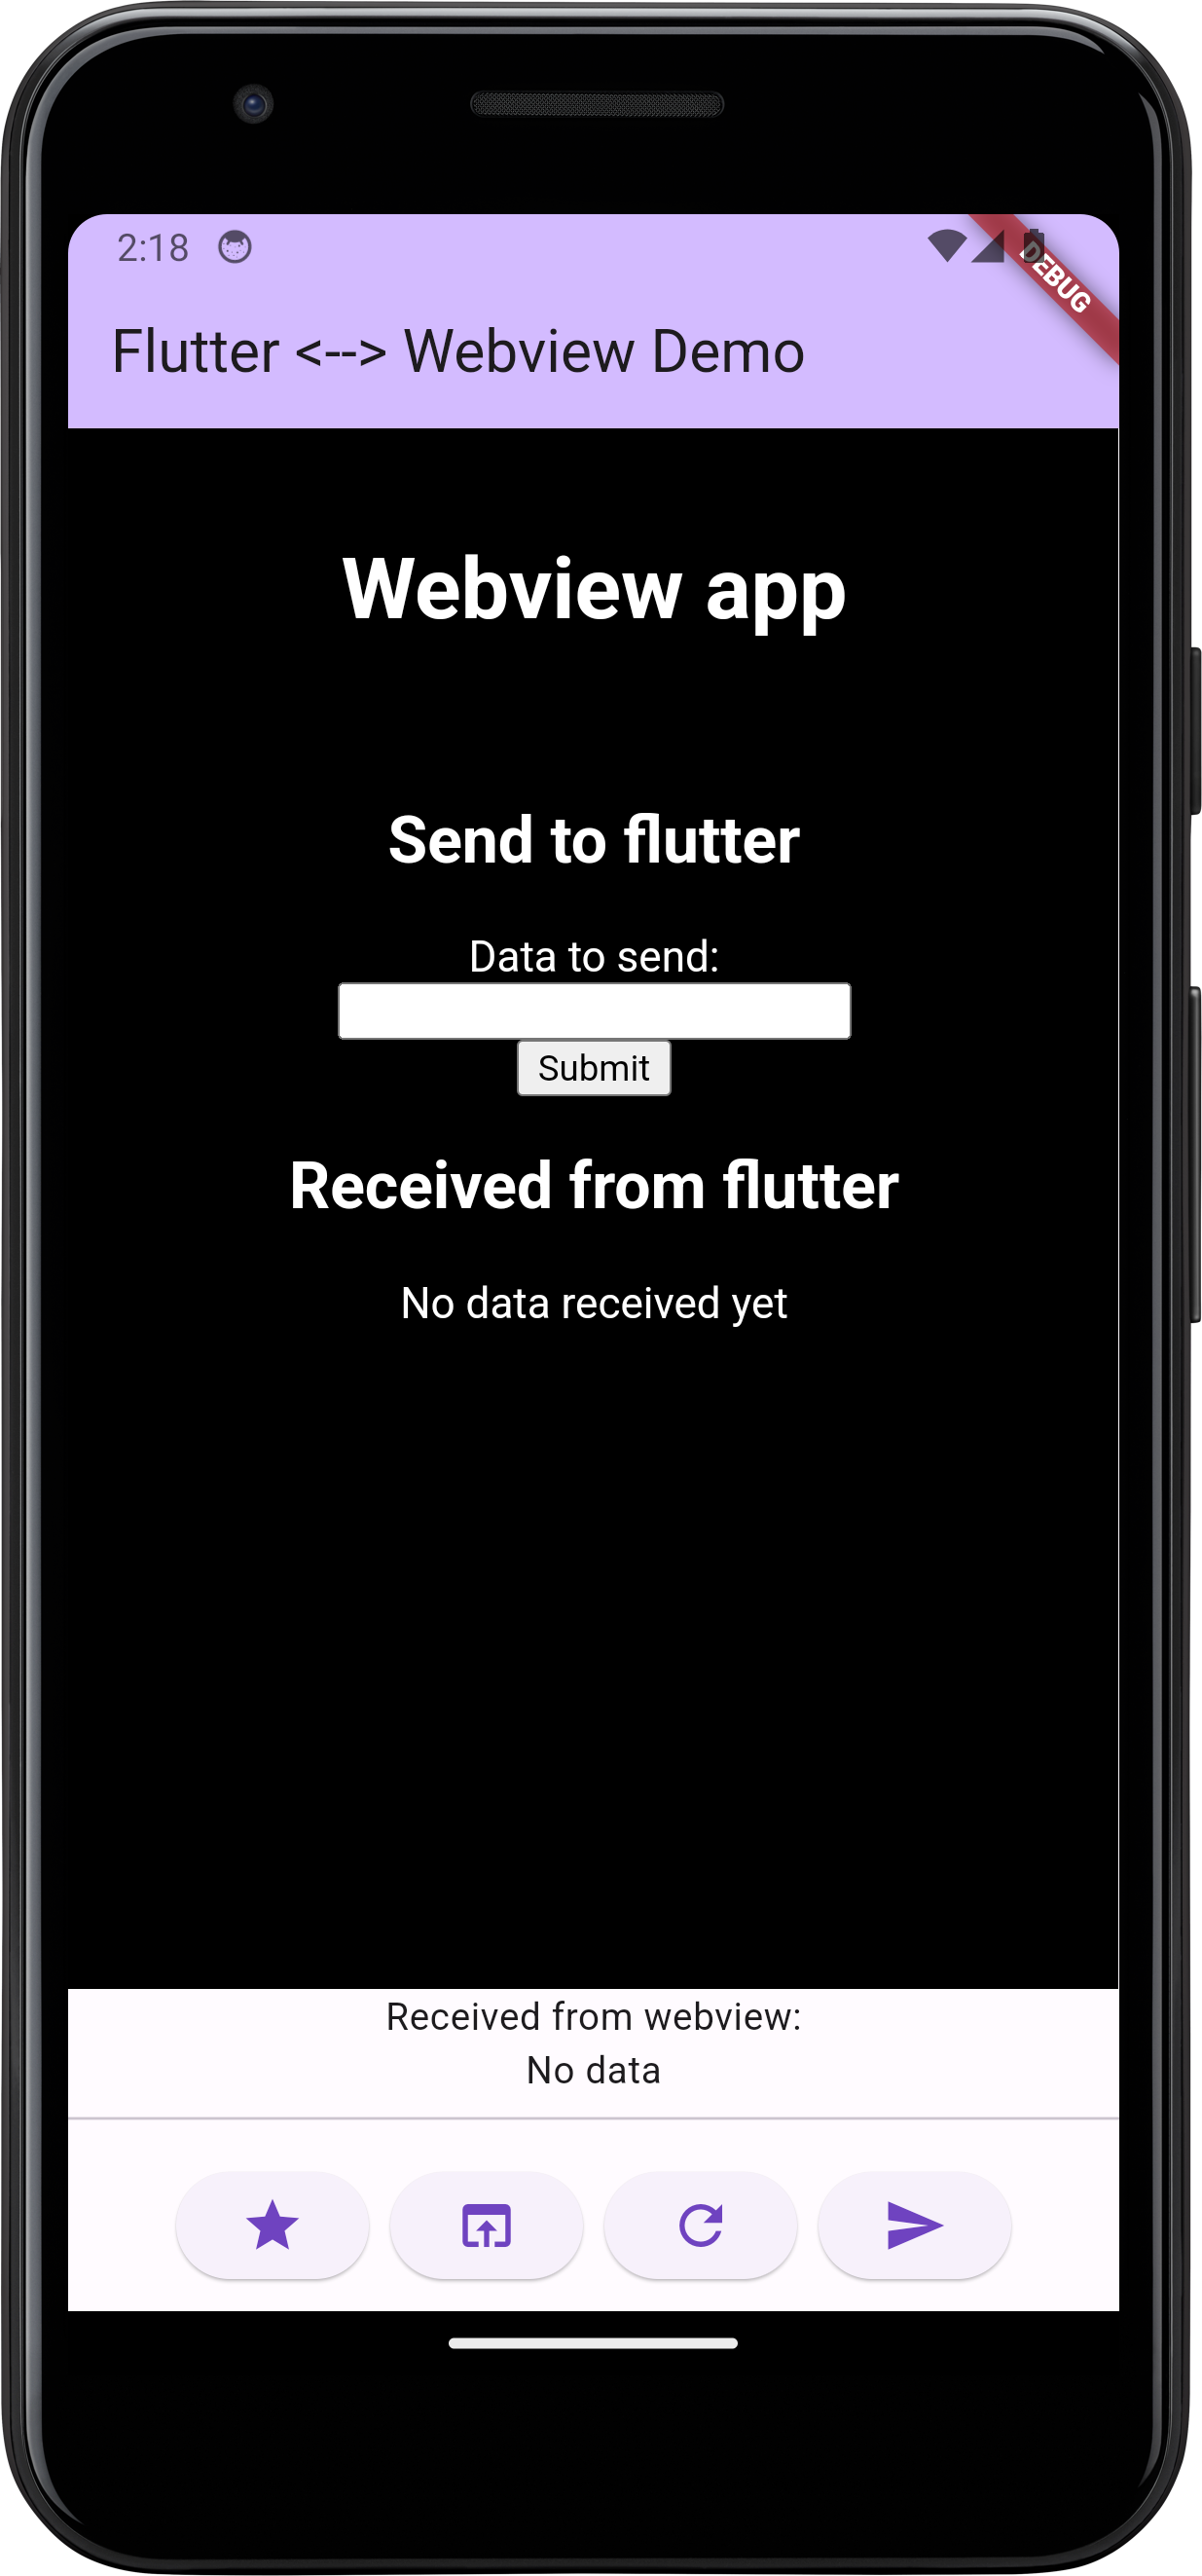 2:18
DEBUG
Flutter <--> Webview Demo
Webview app
Send to flutter
Data to send:
Submit
Received from flutter
No data received yet
Received from webview:
No data